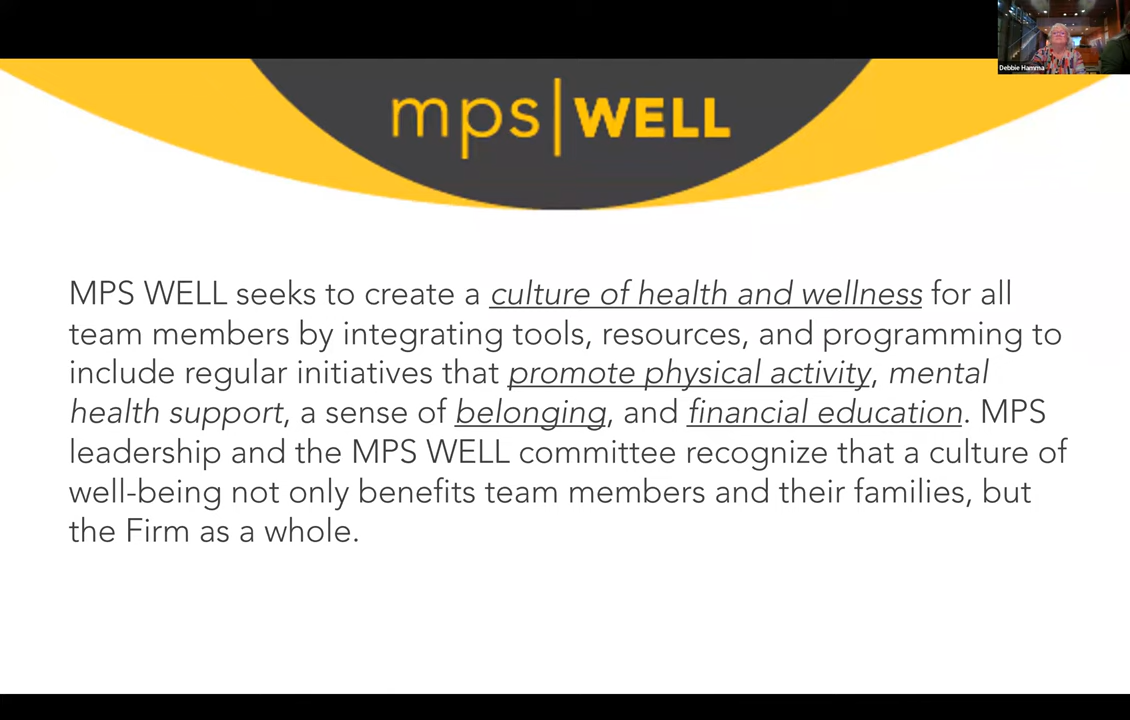 Debbie Hamma
mps|WELL
MPS WELL seeks to create a culture of health and wellness for all
team members by integrating tools, resources, and programming to
include regular initiatives that promote physical activity, mental
health support, a sense of belonging, and financial education. MPS
leadership and the MPS WELL committee recognize that a culture of
well-being not only benefits team members and their families, but
the Firm as a whole.